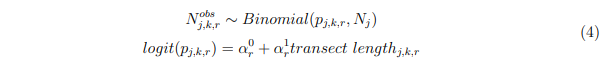 N^{obs}_{j,k,r} ∼ Binomial(p_{j,k,r}, N_j)
(4)
logit(p_{j,k,r}) = α^0_r + α^1_r transect length_{j,k,r}